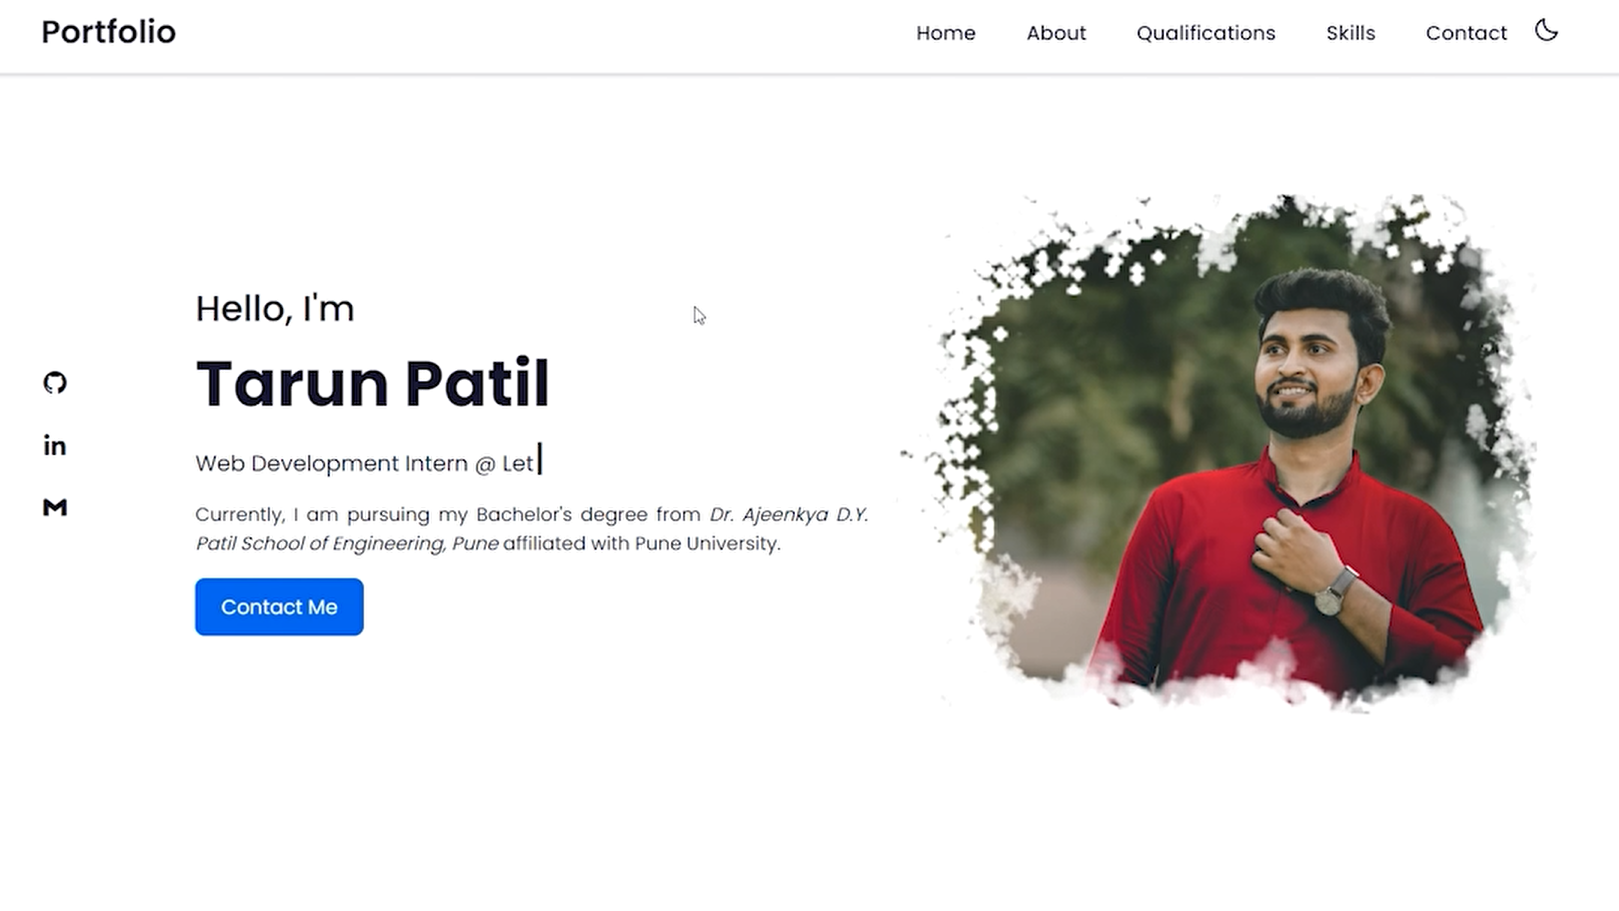 Portfolio
Home About Qualifications Skills Contact
Hello, I'm
Tarun Patil
in
Web Development Intern @ Let
Currently, I am pursuing my Bachelor's degree from Dr. Ajeenkya D.Y.
Patil School of Engineering, Pune affiliated with Pune University.
Contact Me